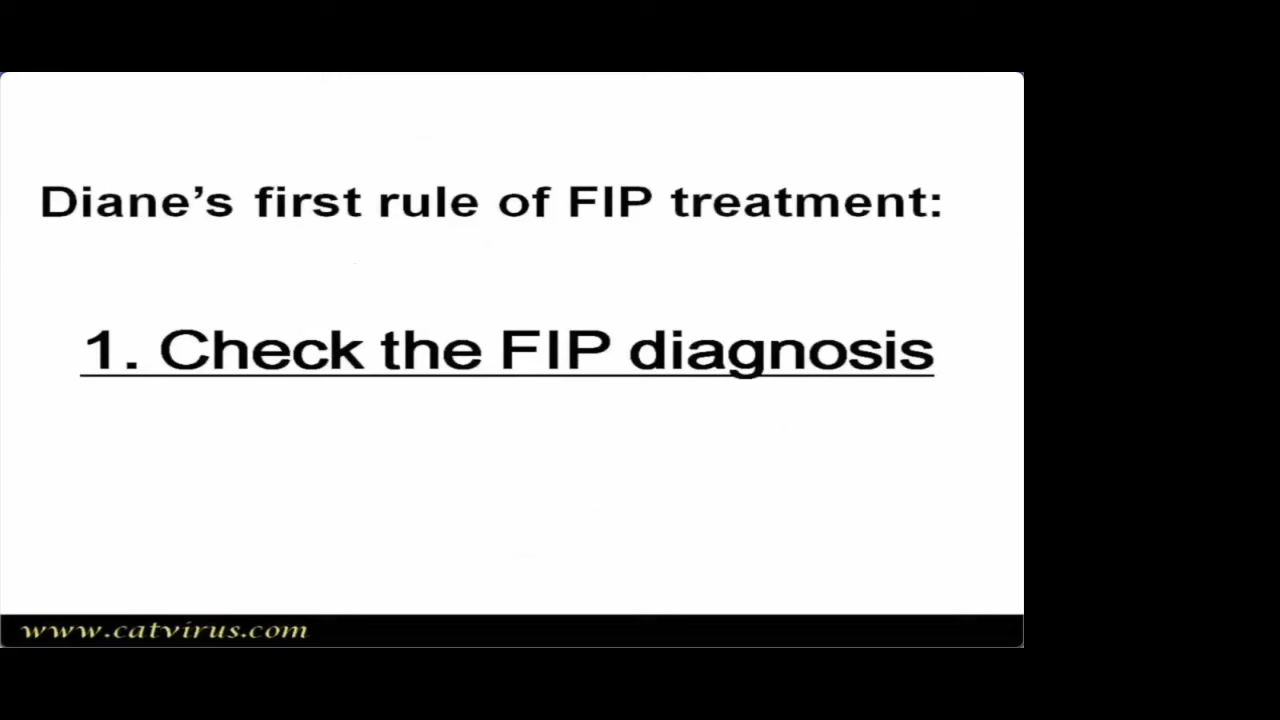 Diane’s first rule of FIP treatment:
1. Check the FIP diagnosis
www.catvirus.com